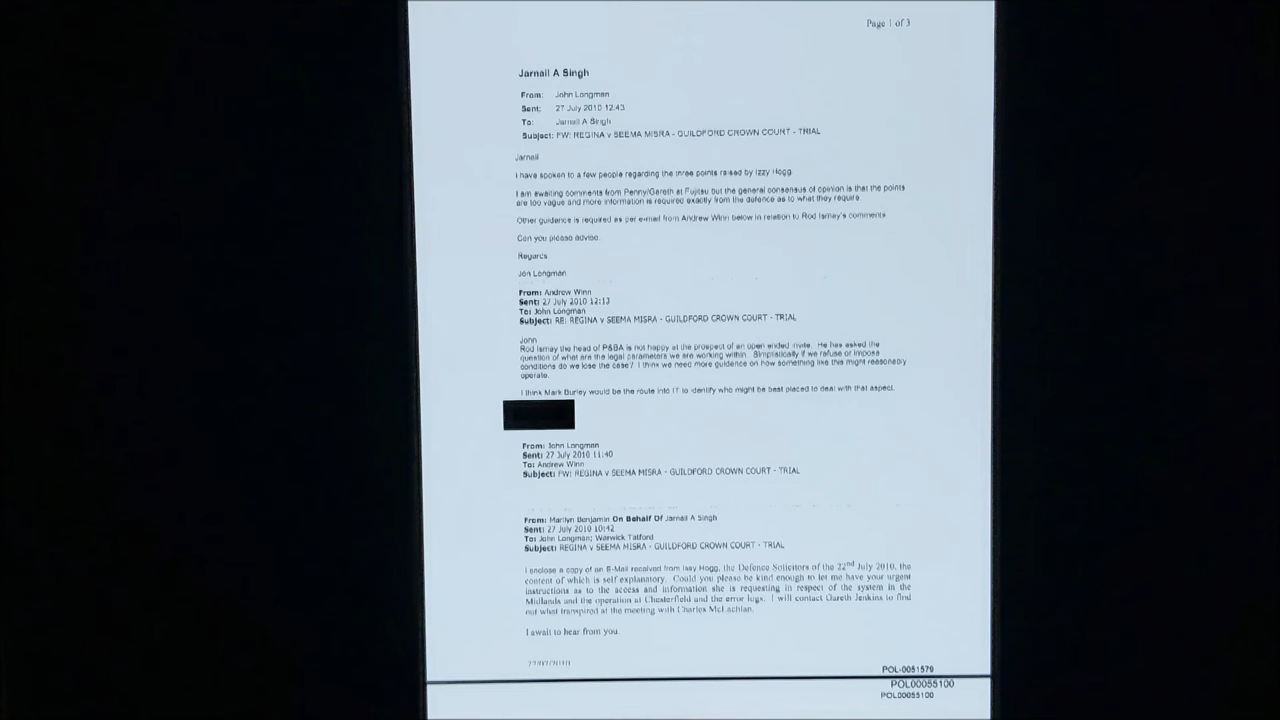 Page 1 of 3
Jarnail A Singh
From: John Longman
Sent: 27 July 2010 12:43
To: Jarnail A Singh
Subject: FW: REGINA v SEEMA MISRA - GUILDFORD CROWN COURT - TRIAL
Jarnail
I have spoken to a few people regarding the three points raised by Izzy Hogg.
I am awaiting comments from Penny/Gareth at Fujitsu but the general consensus of opinion is that the points
are too vague and more information is required exactly from the defence as to what they require.
Other guidance is required as per e-mail from Andrew Winn below in relation to Rod Ismay's comments
Can you please advise.
Regards
Jon Longman
From: Andrew Winn
Sent: 27 July 2010 12:13
To: John Longman
Subject: RE: REGINA v SEEMA MISRA - GUILDFORD CROWN COURT - TRIAL
John
Rod Ismay the head of P&BA is not happy at the prospect of an open ended invite. He has asked the
question of what are the legal parameters we are working within. Simplistically if we refuse or impose
conditions do we lose the case? I think we need more guidance on how something like this might reasonably
operate.
I think Mark Burley would be the route into IT to identify who might be best placed to deal with that aspect.
From: John Longman
Sent: 27 July 2010 11:40
To: Andrew Winn
Subject: FW: REGINA v SEEMA MISRA - GUILDFORD CROWN COURT - TRIAL
From: Marilyn Benjamin On Behalf Of Jarnail A Singh
Sent: 27 July 2010 10:42
To: John Longman; Warwick Tatford
Subject: REGINA v SEEMA MISRA - GUILDFORD CROWN COURT - TRIAL
I enclose a copy of an E-Mail received from Issy Hogg, the Defence Solicitors of the 22nd July 2010, the
content of which is self explanatory. Could you please be kind enough to let me have your urgent
instructions as to the access and information she is requesting in respect of the system in the
Midlands and the operation at Chesterfield and the error logs. I will contact Gareth Jenkins to find
out what transpired at the meeting with Charles McLachlan.
I await to hear from you.
27/07/2010
POL-0051579
POL00055100
POL00055100